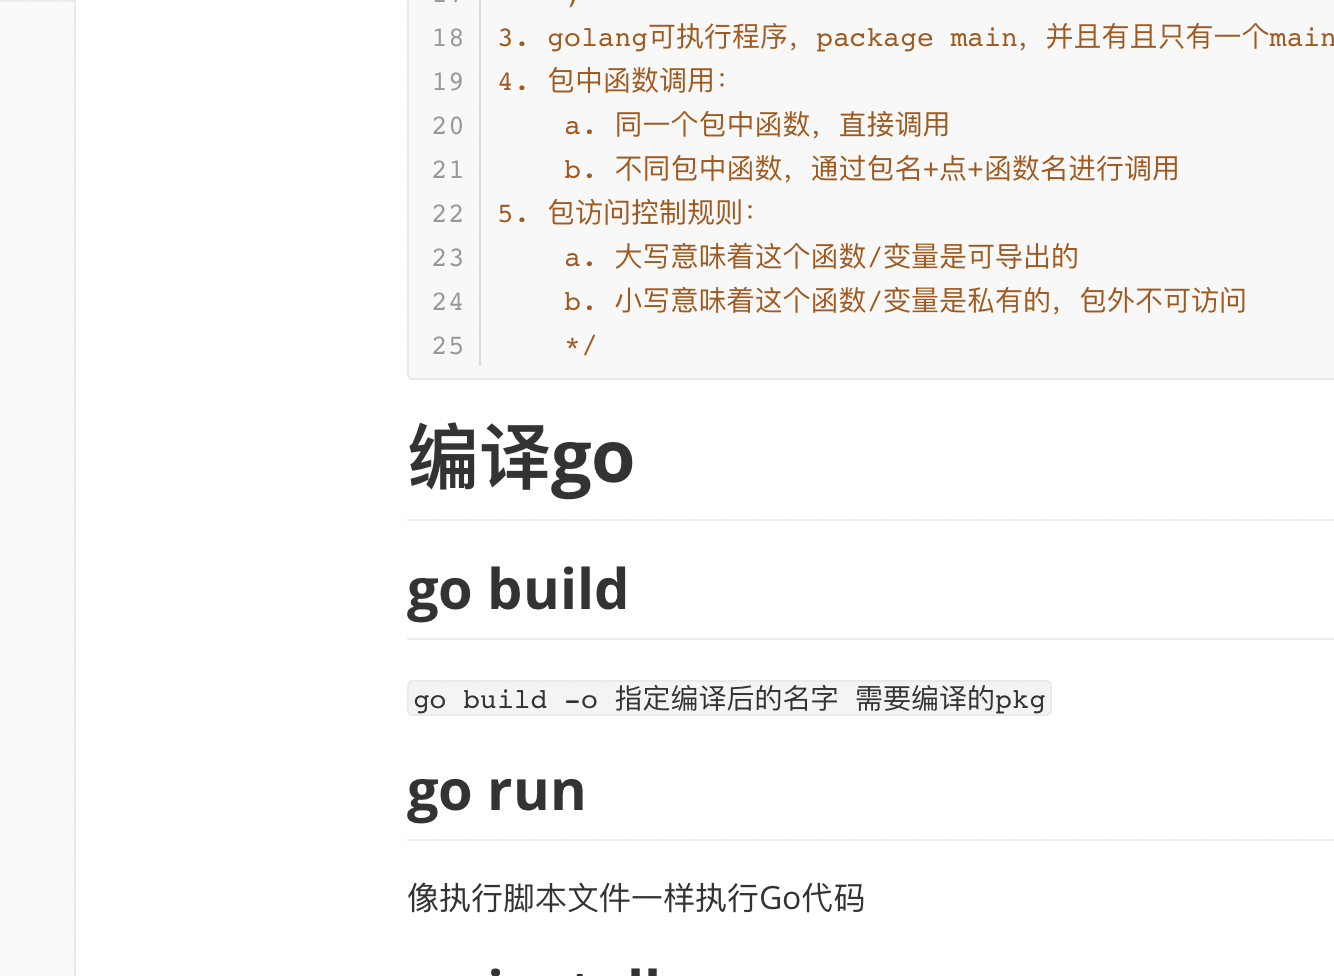 18 3. golang可执行程序，package main，并且有且只有一个main
19 4. 包中函数调用：
20 a. 同一个包中函数，直接调用
21 b. 不同包中函数，通过包名+点+函数名进行调用
22 5. 包访问控制规则：
23 a. 大写意味着这个函数/变量是可导出的
24 b. 小写意味着这个函数/变量是私有的，包外不可访问
25 */
编译go
go build
go build -o 指定编译后的名字 需要编译的pkg
go run
像执行脚本文件一样执行Go代码